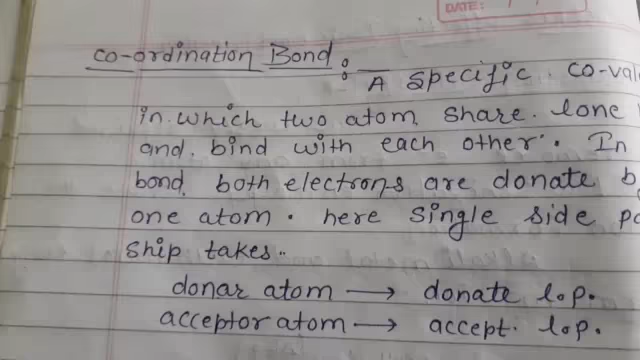 DATE:
co-ordination Bond :
A specific. co-val
in which two atom share. lone
and. bind with each other. In
bond. both electrons are donate b
one atom. here single side pa
ship takes..
donar atom → donate l.p.
acceptor atom → accept. l.p.